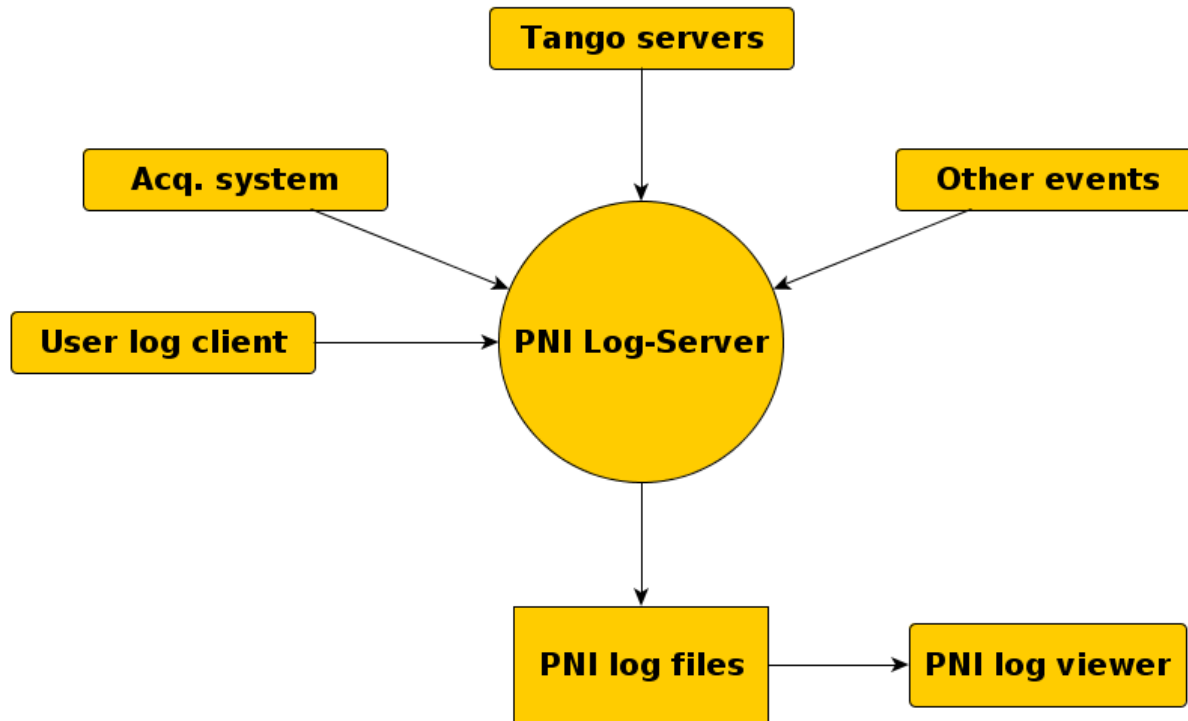 Tango servers
Acq. system
Other events
User log client
PNI Log-Server
PNI log files
PNI log viewer